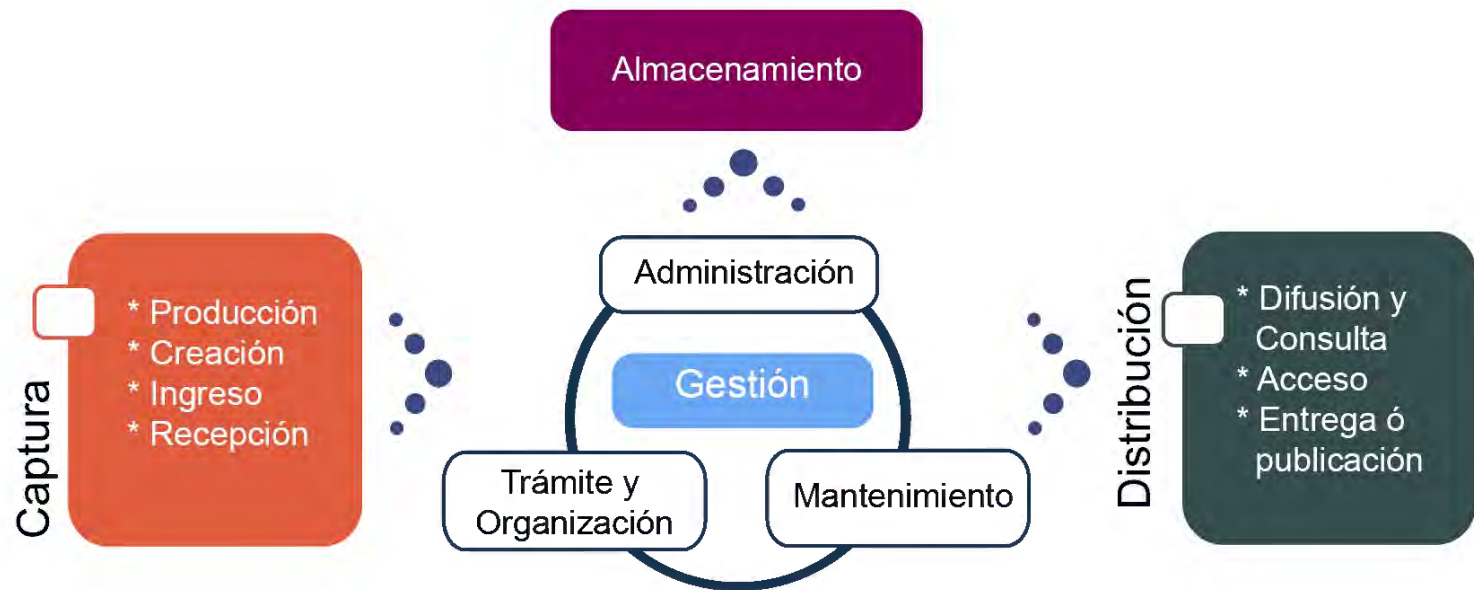 Almacenamiento
Captura
* Producción
* Creación
* Ingreso
* Recepción
Administración
Gestión
Trámite y
Organización
Mantenimiento
Distribución
* Difusión y
Consulta
* Acceso
* Entrega ó
publicación